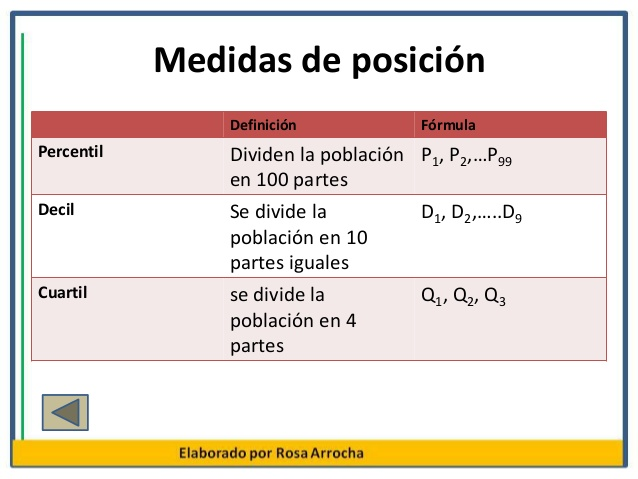 Medidas de posición
Definición
Fórmula
Percentil
Dividen la población
en 100 partes
P1, P2,...P99
Decil
Se divide la
población en 10
partes iguales
D1, D2,.....D9
Cuartil
se divide la
población en 4
partes
Q1, Q2, Q3
Elaborado por Rosa Arrocha